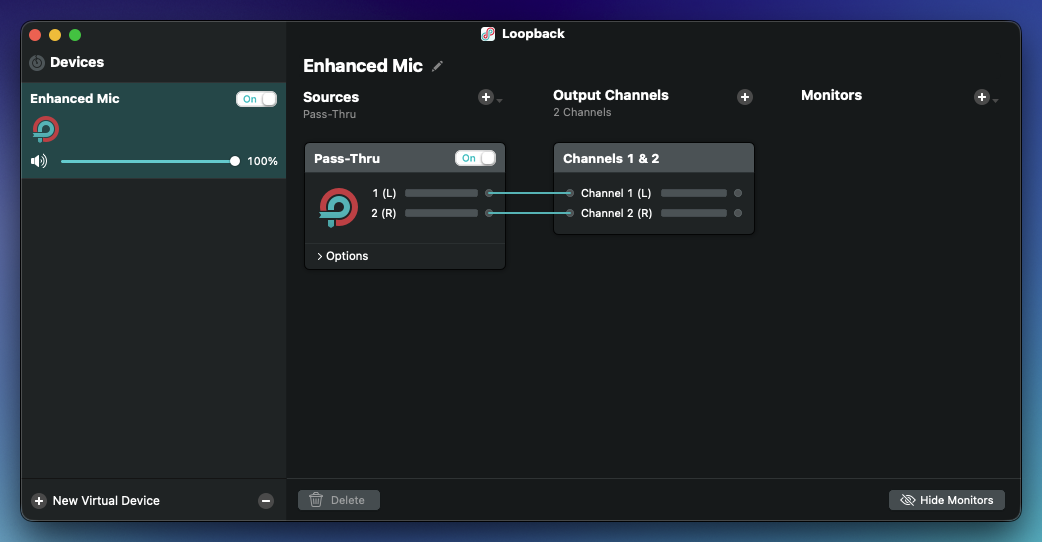 Loopback
Devices
Enhanced Mic
On
100%
New Virtual Device
Enhanced Mic
Sources
Pass-Thru
Output Channels
2 Channels
Monitors
Pass-Thru
On
1 (L)
2 (R)
Options
Channels 1 & 2
Channel 1 (L)
Channel 2 (R)
Delete
Hide Monitors